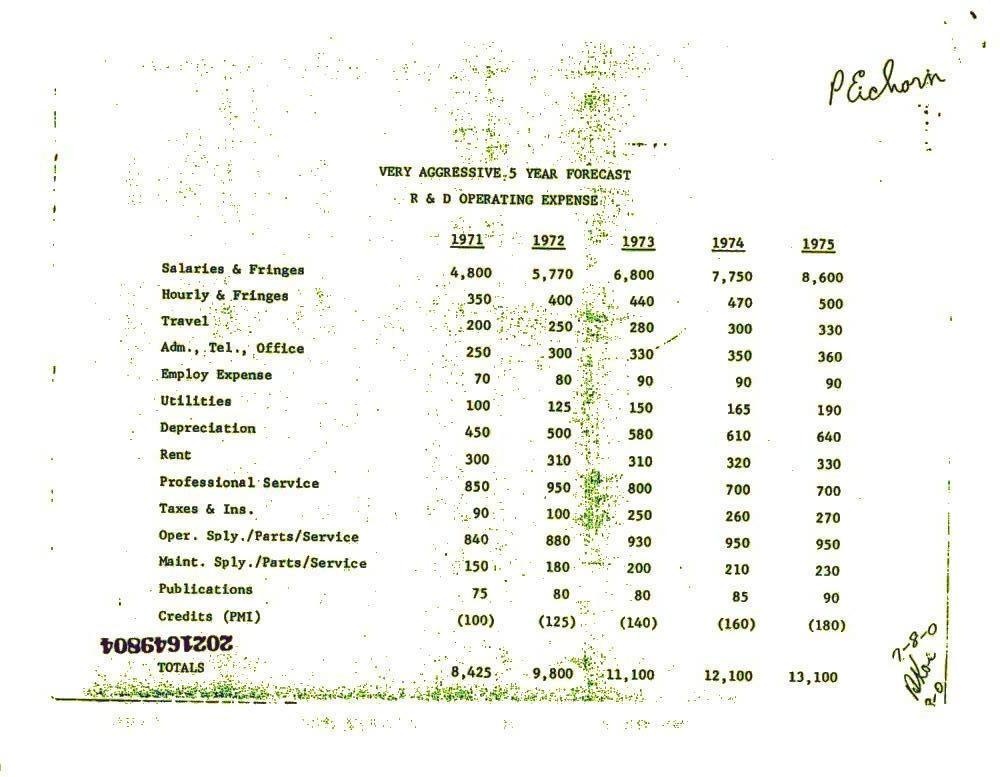 P Eichorn
VERY AGGRESSIVE 5 YEAR FORECAST
R & D OPERATING EXPENSE
1971 1972 1973 1974 1975
Salaries & Fringes 4,800 5,770 6,800 7,750 8,600
Hourly & Fringes 350 400 440 470 500
Travel 200 250 280 300 330
Adm., Tel., Office 250 300 330 350 360
Employ Expense 70 80 90 90 90
Utilities 100 125 150 165 190
Depreciation 450 500 580 610 640
Rent 300 310 310 320 330
Professional Service 850 950 800 700 700
Taxes & Ins. 90 100 250 260 270
Oper. Sply./Parts/Service 840 880 930 950 950
Maint. Sply./Parts/Service 150 180 200 210 230
Publications 75 80 80 85 90
Credits (PMI) (100) (125) (140) (160) (180)
2021649804
TOTALS 8,425 9,800 11,100 12,100 13,100